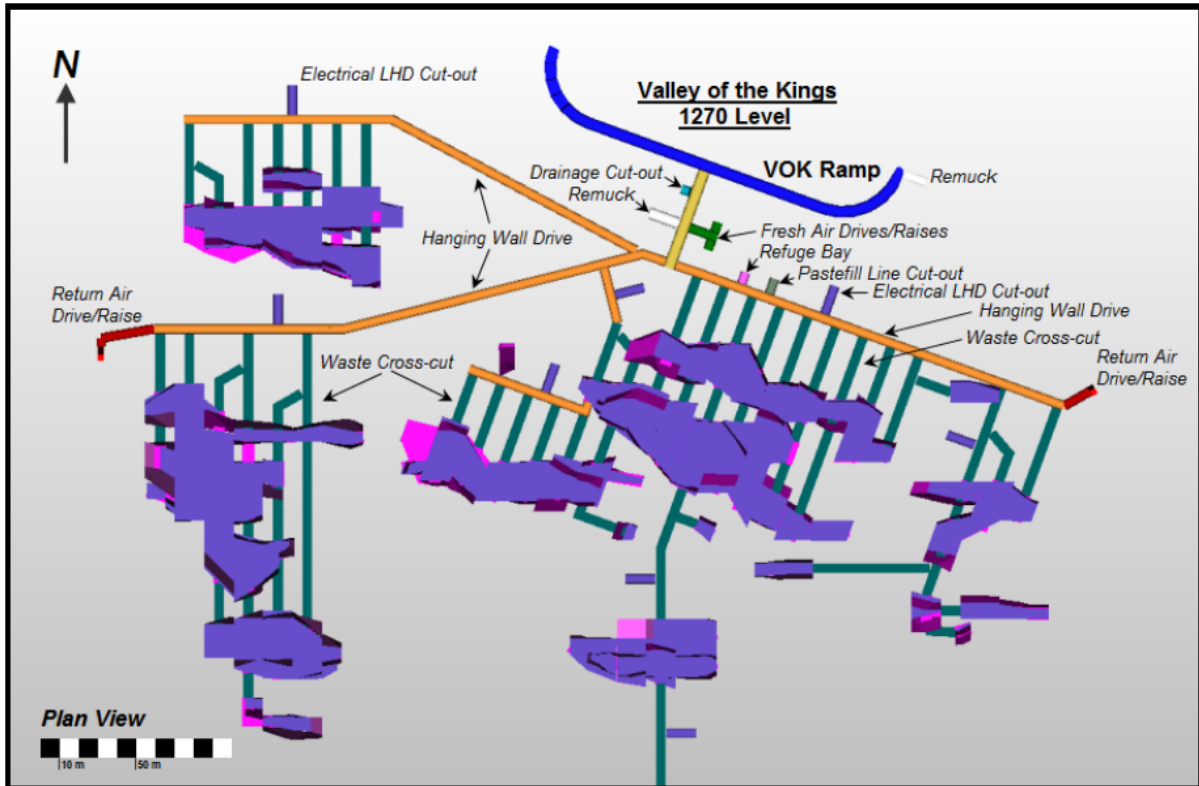 N
Electrical LHD Cut-out
Valley of the Kings
1270 Level
VOK Ramp
Drainage Cut-out
Remuck
Remuck
Hanging Wall Drive
Fresh Air Drives/Raises
Refuge Bay
Pastefill Line Cut-out
Electrical LHD Cut-out
Return Air
Drive/Raise
Hanging Wall Drive
Waste Cross-cut
Waste Cross-cut
Return Air
Drive/Raise
Plan View
10 m
50 m